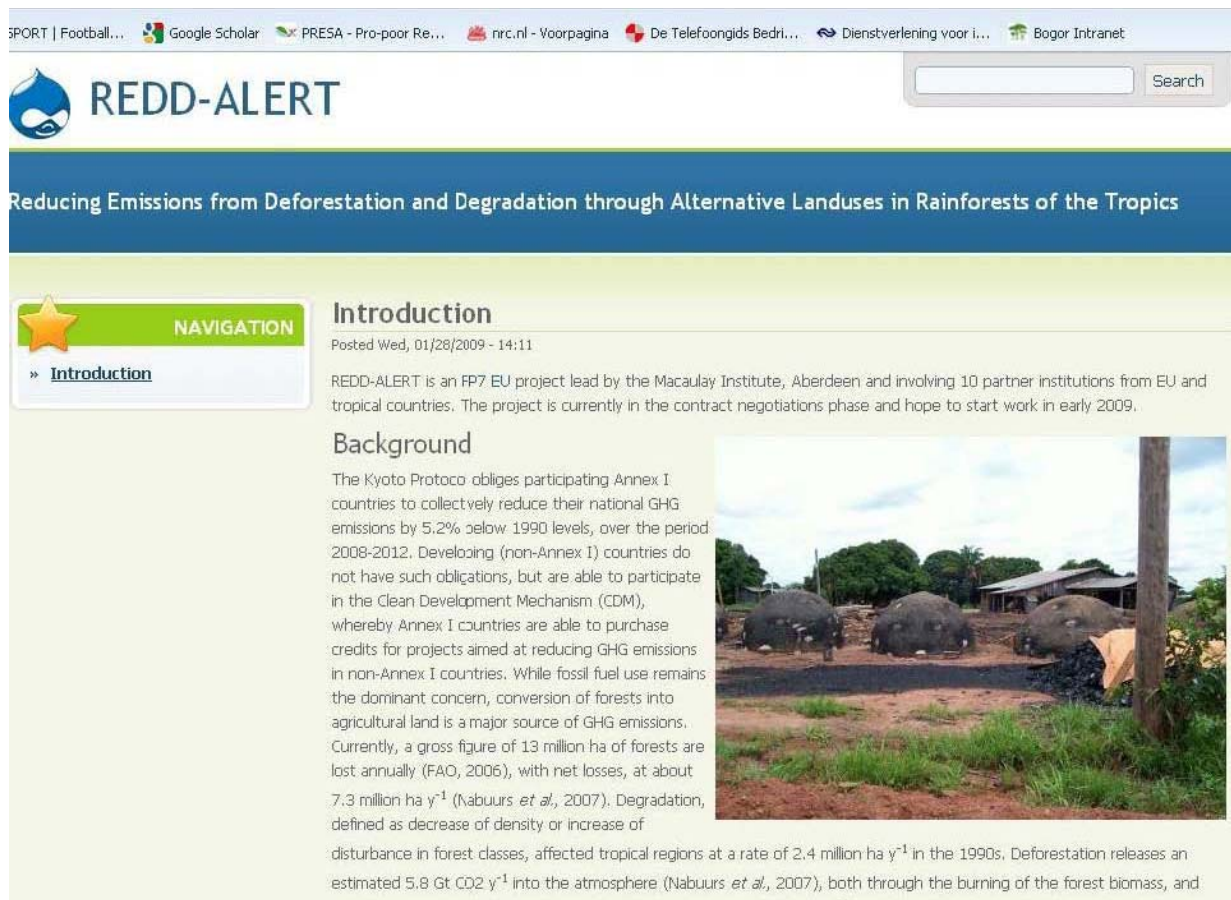 SPORT | Football... Google Scholar PRESA - Pro-poor Re... nrc.nl - Voorpagina De Telefoongids Bedri... Dienstverlening voor i... Bogor Intranet
REDD-ALERT
Search
Reducing Emissions from Deforestation and Degradation through Alternative Landuses in Rainforests of the Tropics
NAVIGATION
» Introduction
Introduction
Posted Wed, 01/28/2009 - 14:11
REDD-ALERT is an FP7 EU project lead by the Macaulay Institute, Aberdeen and involving 10 partner institutions from EU and
tropical countries. The project is currently in the contract negotiations phase and hope to start work in early 2009.
Background
The Kyoto Protoco obliges participating Annex I
countries to collectvely reduce their national GHG
emissions by 5.2% below 1990 levels, over the period
2008-2012. Developing (non-Annex I) countries do
not have such obligations, but are able to participate
in the Clean Development Mechanism (CDM),
whereby Annex I countries are able to purchase
credits for projects aimed at reducing GHG emissions
in non-Annex I countries. While fossil fuel use remains
the dominant concern, conversion of forests into
agricultural land is a major source of GHG emissions.
Currently, a gross figure of 13 million ha of forests are
lost annually (FAO, 2006), with net losses, at about
7.3 million ha y⁻¹ (Nabuurs et al., 2007). Degradation,
defined as decrease of density or increase of
disturbance in forest classes, affected tropical regions at a rate of 2.4 million ha y⁻¹ in the 1990s. Deforestation releases an
estimated 5.8 Gt CO2 y⁻¹ into the atmosphere (Nabuurs et al., 2007), both through the burning of the forest biomass, and